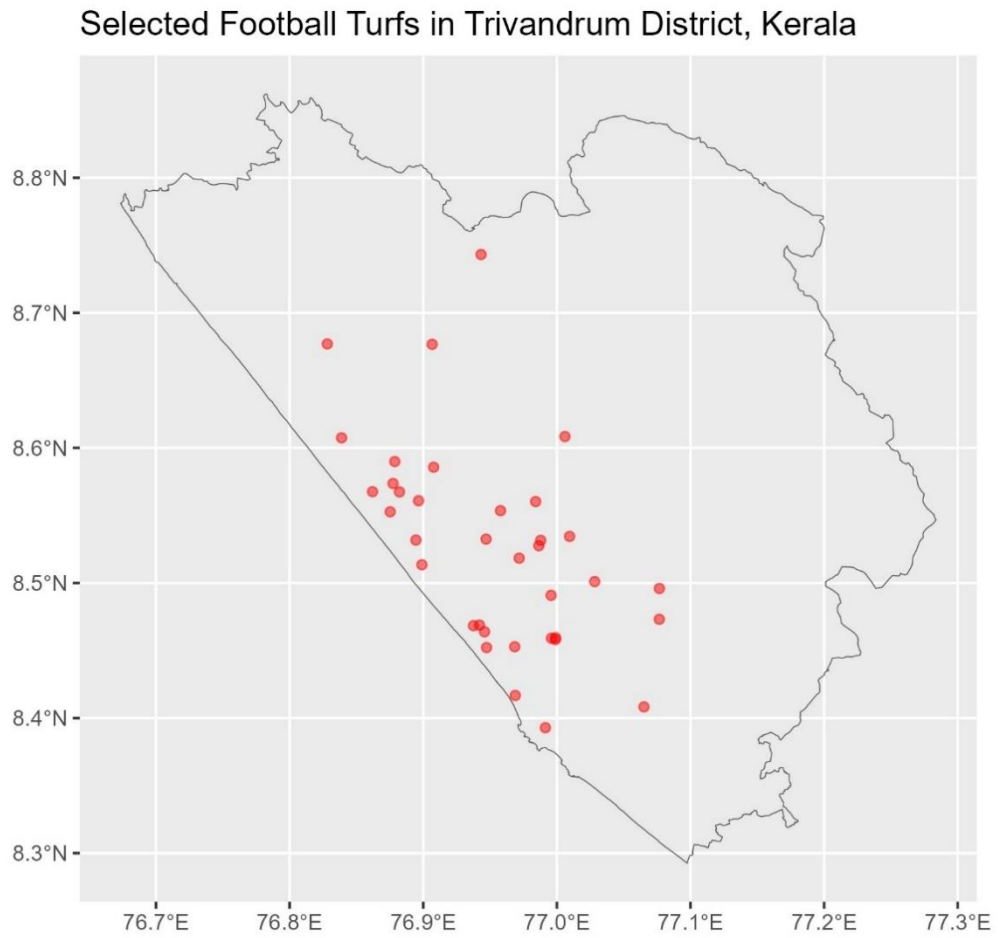 Selected Football Turfs in Trivandrum District, Kerala
8.8°N
8.7°N
8.6°N
8.5°N
8.4°N
8.3°N
76.7°E 76.8°E 76.9°E 77.0°E 77.1°E 77.2°E 77.3°E